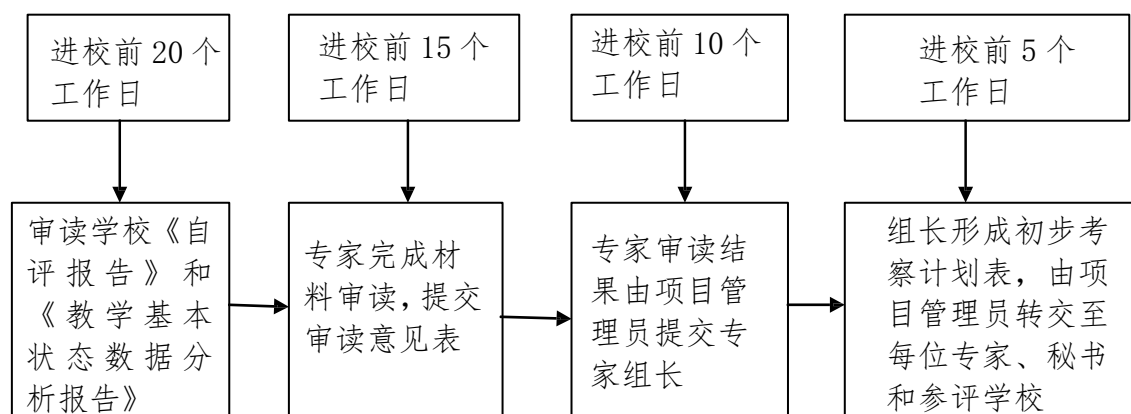 进校前 20 个
工作日
进校前 15 个
工作日
进校前 10 个
工作日
进校前 5 个
工作日
审读学校《自
评报告》和
《教学基本
状态数据分
析报告》
专家完成材
料审读，提交
审读意见表
专家审读结
果由项目管
理员提交专
家组长
组长形成初步考
察计划表，由项
目管理员转交至
每位专家、秘书
和参评学校